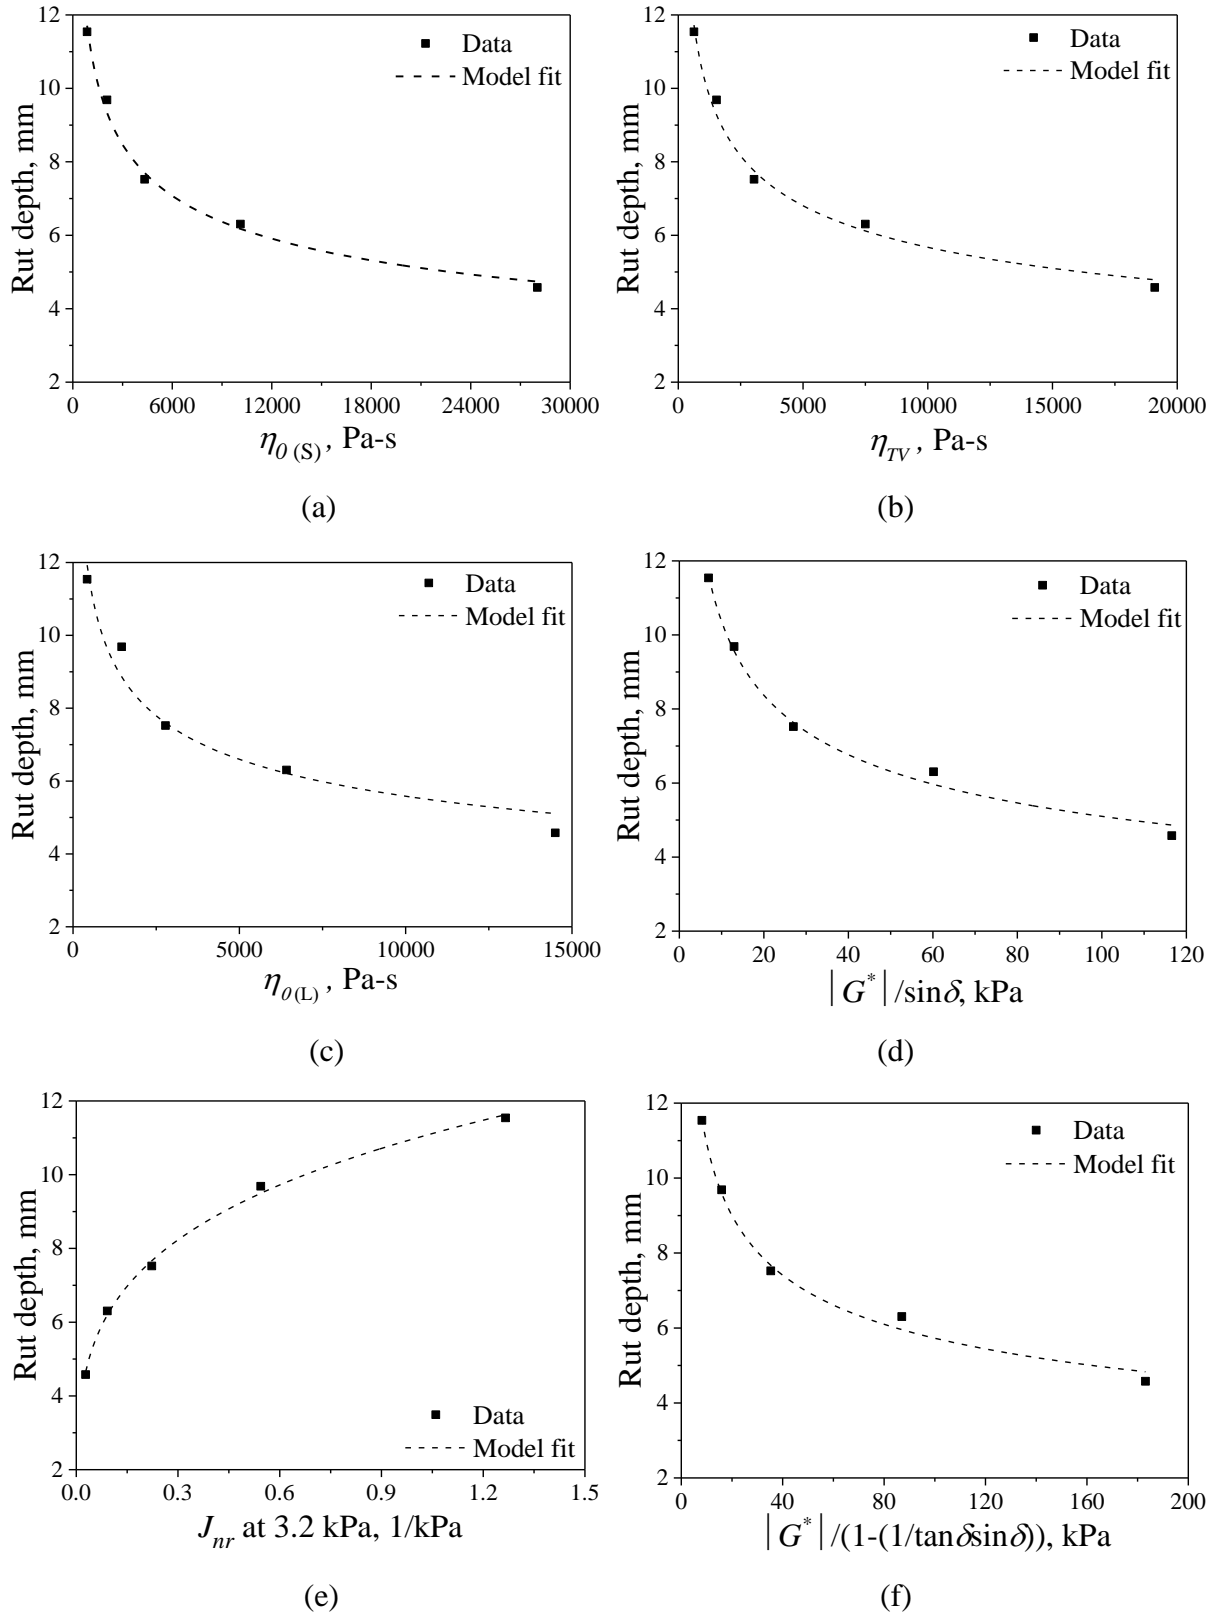 12
10
8
6
4
2
Rut depth, mm
Data
Model fit
0 6000 12000 18000 24000 30000
η0 (S), Pa-s
(a)
12
10
8
6
4
2
Rut depth, mm
Data
Model fit
0 5000 10000 15000 20000
ηTV, Pa-s
(b)
12
10
8
6
4
2
Rut depth, mm
Data
Model fit
0 5000 10000 15000
η0(L), Pa-s
(c)
12
10
8
6
4
2
Rut depth, mm
Data
Model fit
0 20 40 60 80 100 120
|G*|/sinδ, kPa
(d)
12
10
8
6
4
2
Rut depth, mm
Data
Model fit
0.0 0.3 0.6 0.9 1.2 1.5
Jnr at 3.2 kPa, 1/kPa
(e)
12
10
8
6
4
2
Rut depth, mm
Data
Model fit
0 40 80 120 160 200
|G*|/(1-(1/tanδsinδ)), kPa
(f)